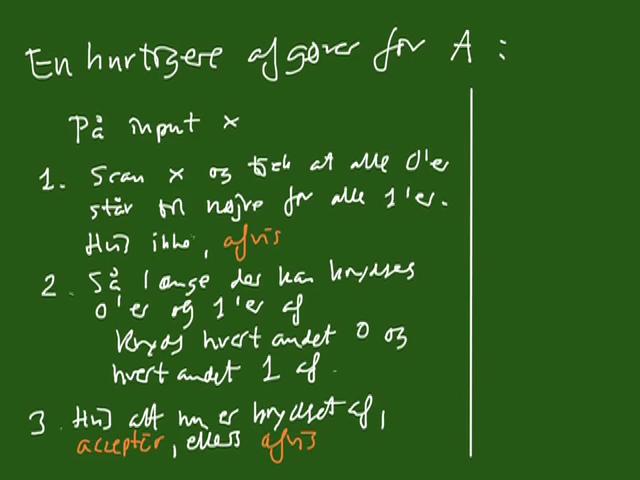 En hurtigere afgører for A :
På input x
1. Scan x og tjek at alle 0'er
står til højre for alle 1'er.
Hvis ikke, afvis
2. Så længe der kan krydses
0'er og 1'er af
Kryds hvert andet 0 og
hvert andet 1 af.
3. Hvis alt nu er krydset af,
acceptér, ellers afvis